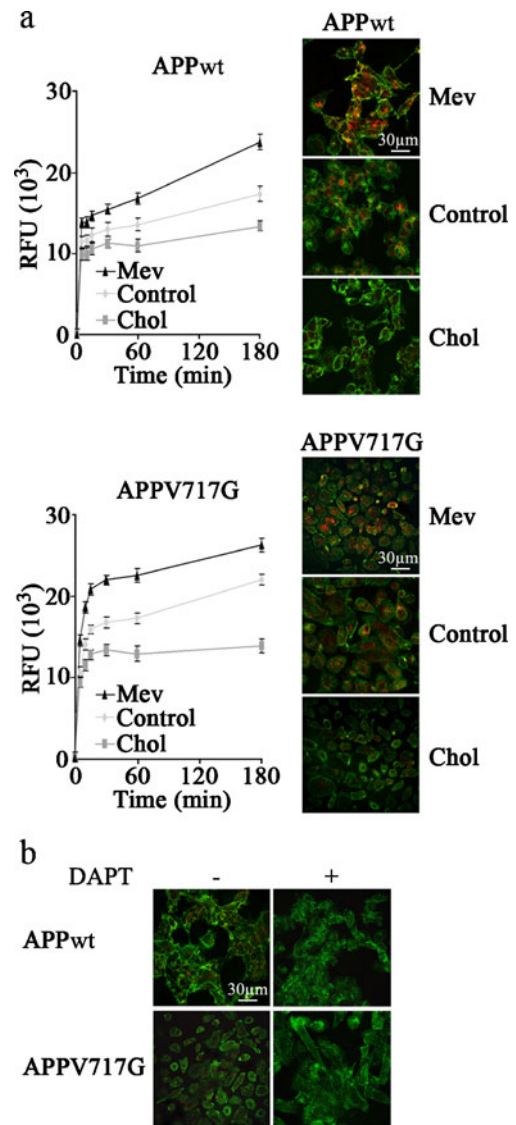 a
APPwt
RFU (10³)
30
20
10
0
Mev
Control
Chol
0 60 120 180
Time (min)
APPwt
30µm
Mev
Control
Chol
APPV717G
RFU (10³)
30
20
10
0
Mev
Control
Chol
0 60 120 180
Time (min)
APPV717G
30µm
Mev
Control
Chol
b
DAPT - +
APPwt
30µm
APPV717G